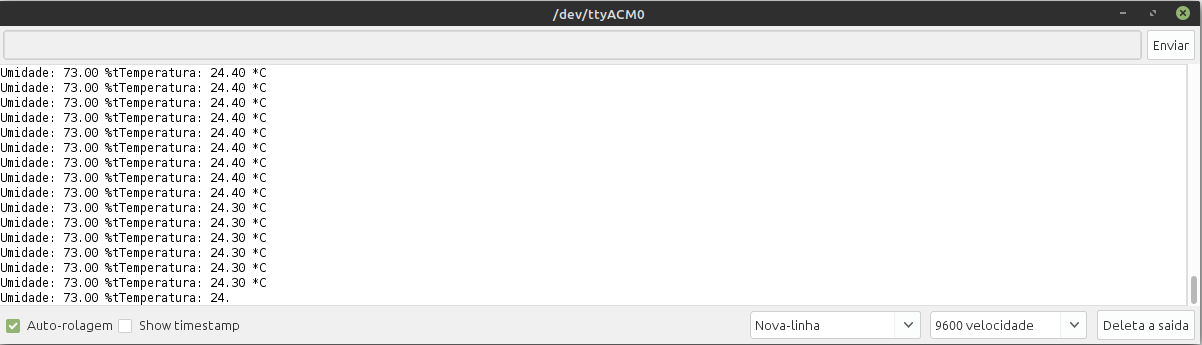 /dev/ttyACM0
Enviar
Umidade: 73.00 %tTemperatura: 24.40 *C
Umidade: 73.00 %tTemperatura: 24.40 *C
Umidade: 73.00 %tTemperatura: 24.40 *C
Umidade: 73.00 %tTemperatura: 24.40 *C
Umidade: 73.00 %tTemperatura: 24.40 *C
Umidade: 73.00 %tTemperatura: 24.40 *C
Umidade: 73.00 %tTemperatura: 24.40 *C
Umidade: 73.00 %tTemperatura: 24.40 *C
Umidade: 73.00 %tTemperatura: 24.40 *C
Umidade: 73.00 %tTemperatura: 24.30 *C
Umidade: 73.00 %tTemperatura: 24.30 *C
Umidade: 73.00 %tTemperatura: 24.30 *C
Umidade: 73.00 %tTemperatura: 24.30 *C
Umidade: 73.00 %tTemperatura: 24.30 *C
Umidade: 73.00 %tTemperatura: 24.30 *C
Umidade: 73.00 %tTemperatura: 24.
Auto-rolagem Show timestamp Nova-linha 9600 velocidade Deleta a saida